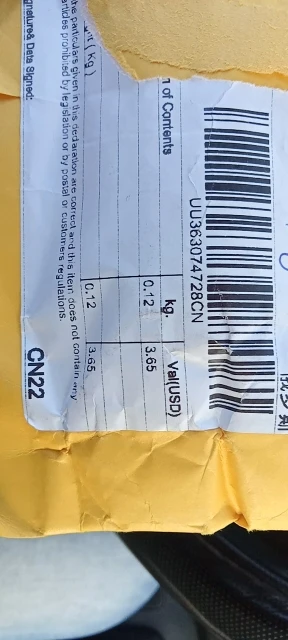 UU363074728CN
n of Contents kg. Val(USD)
0.12 3.65
(Kg) 0.12 3.65
the particulars given in this declaration are correct and this item does not contain any
articles prohibited by legislation or by postal or customers regulations.
gnature& Data Signed: CN22